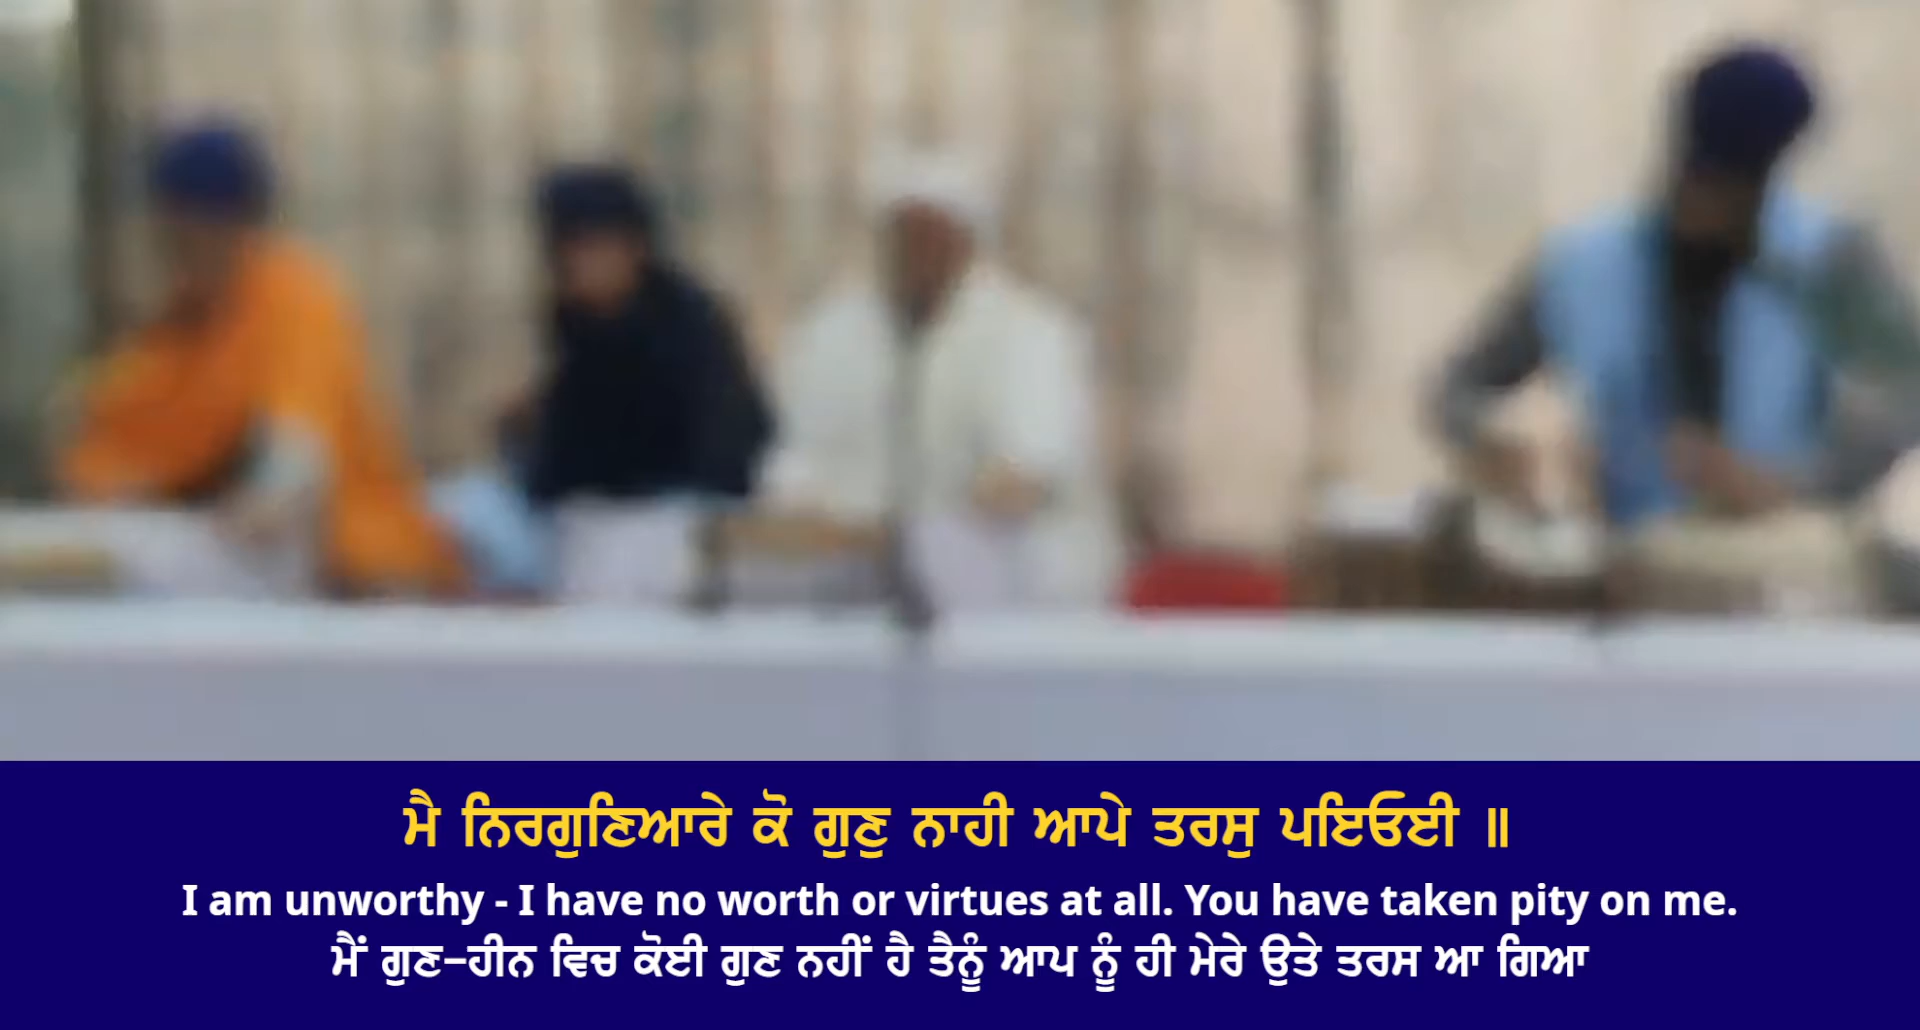 ਮੈ ਨਿਰਗੁਣਿਆਰੇ ਕੋ ਗੁਣੁ ਨਾਹੀ ਆਪੇ ਤਰਸੁ ਪਇਓਈ ॥
I am unworthy - I have no worth or virtues at all. You have taken pity on me.
ਮੈਂ ਗੁਣ-ਹੀਨ ਵਿਚ ਕੋਈ ਗੁਣ ਨਹੀਂ ਹੈ ਤੈਨੂੰ ਆਪ ਨੂੰ ਹੀ ਮੇਰੇ ਉਤੇ ਤਰਸ ਆ ਗਿਆ